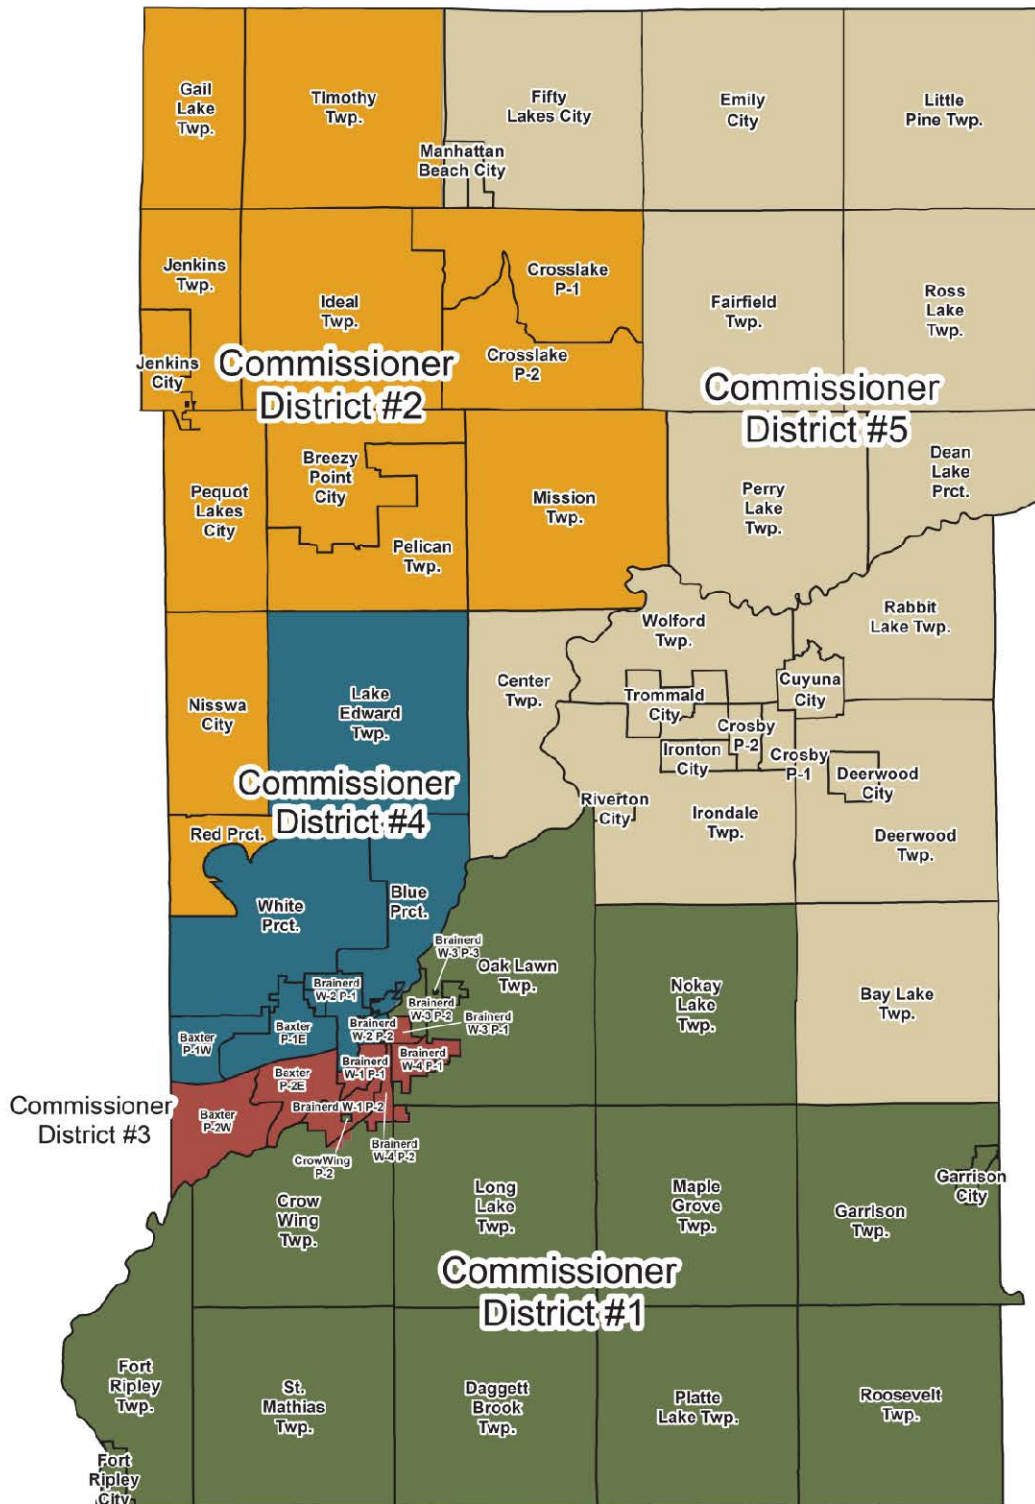 Gail
Lake
Twp.
Timothy
Twp.
Fifty
Lakes City
Emily
City
Little
Pine Twp.
Manhattan
Beach City
Jenkins
Twp.
Ideal
Twp.
Crosslake
P-1
Fairfield
Twp.
Ross
Lake
Twp.
Jenkins
City
Crosslake
P-2
Commissioner
District #2
Commissioner
District #5
Pequot
Lakes
City
Breezy
Point
City
Pelican
Twp.
Mission
Twp.
Perry
Lake
Twp.
Dean
Lake
Prct.
Wolford
Twp.
Rabbit
Lake Twp.
Nisswa
City
Lake
Edward
Twp.
Center
Twp.
Trommald
City
Cuyuna
City
Crosby
P-2
Ironton
City
Crosby
P-1
Deerwood
City
Commissioner
District #4
Riverton
City
Irondale
Twp.
Deerwood
Twp.
Red Prct.
White
Prct.
Blue
Prct.
Brainerd
W-3 P-3
Oak Lawn
Twp.
Nokay
Lake
Twp.
Bay Lake
Twp.
Brainerd
W-2 P-1
Brainerd
W-3 P-2
Brainerd
W-3 P-1
Baxter
P-1W
Baxter
P-1E
Brainerd
W-2 P-2
Brainerd
W-1 P-1
Brainerd
W-4 P-1
Baxter
P-2E
Commissioner
District #3
Baxter
P-2W
Brainerd W-1 P-2
Brainerd
W-4 P-2
CrowWing
P-2
Crow
Wing
Twp.
Long
Lake
Twp.
Maple
Grove
Twp.
Garrison
Twp.
Garrison
City
Commissioner
District #1
Fort
Ripley
Twp.
St.
Mathias
Twp.
Daggett
Brook
Twp.
Platte
Lake Twp.
Roosevelt
Twp.
Fort
Ripley
City